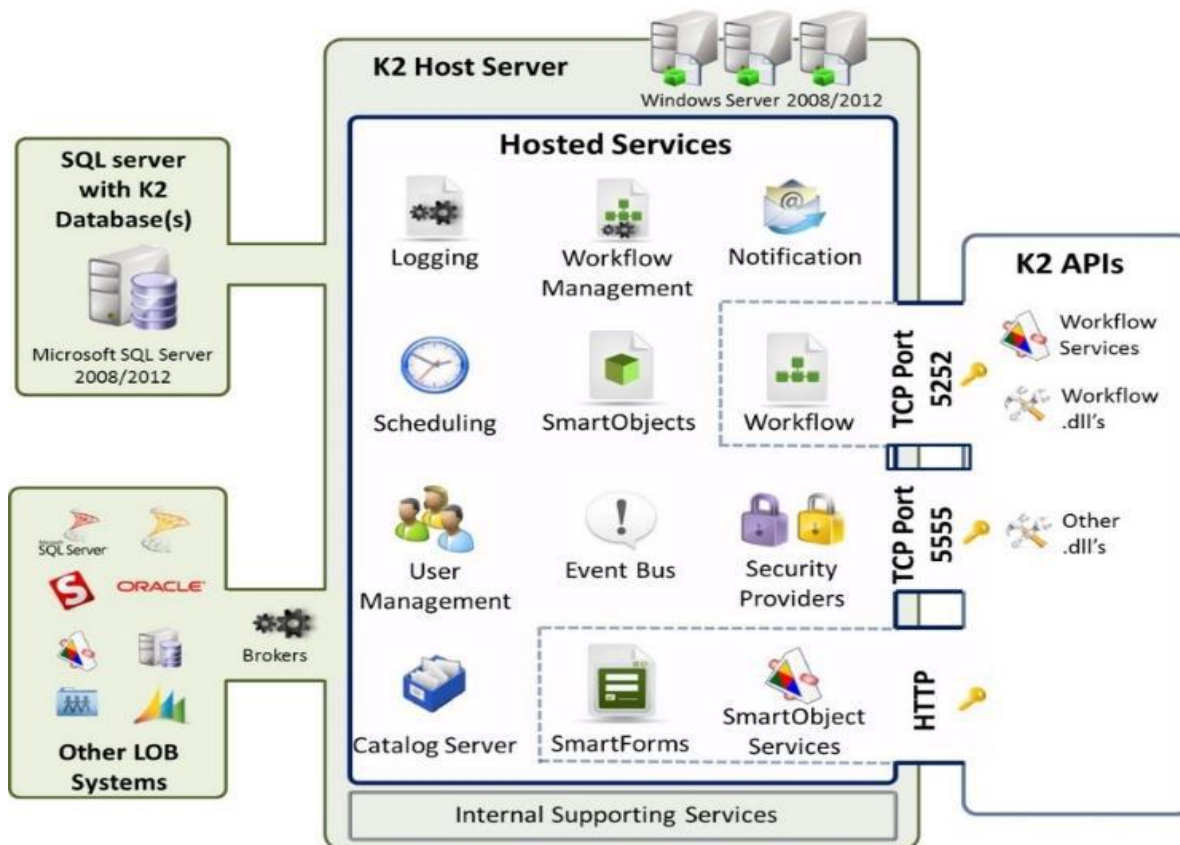 K2 Host Server
Windows Server 2008/2012
Hosted Services
SQL server
with K2
Database(s)
Microsoft SQL Server
2008/2012
Logging
Workflow
Management
Notification
Scheduling
SmartObjects
Workflow
User
Management
Event Bus
Security
Providers
Catalog Server
SmartForms
SmartObject
Services
Internal Supporting Services
Microsoft
SQL Server
ORACLE
Brokers
Other LOB
Systems
TCP Port
5252
TCP Port
5555
HTTP
K2 APIs
Workflow
Services
Workflow
.dll's
Other
.dll's